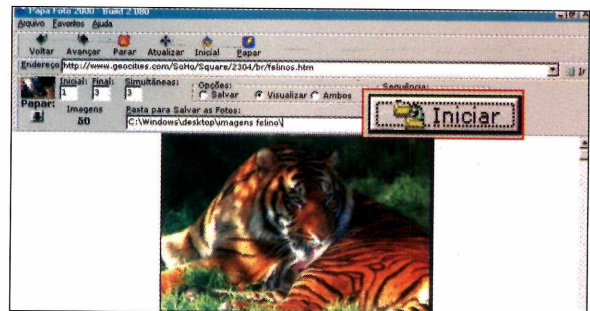 Papa Foto 2000 - Build 2.080
Arquivo Favoritos Ajuda
Voltar Avançar Parar Atualizar Inicial Papar
Endereço http://www.geocities.com/SoHo/Square/2304/br/felinos.htm Ir
Inicial: Final: Simultâneas: Opções: Sequência:
1 3 3 Salvar Visualizar Ambos
Papar: Imagens Pasta para Salvar as Fotos:
50 C:\Windows\desktop\imagens felino\
Iniciar